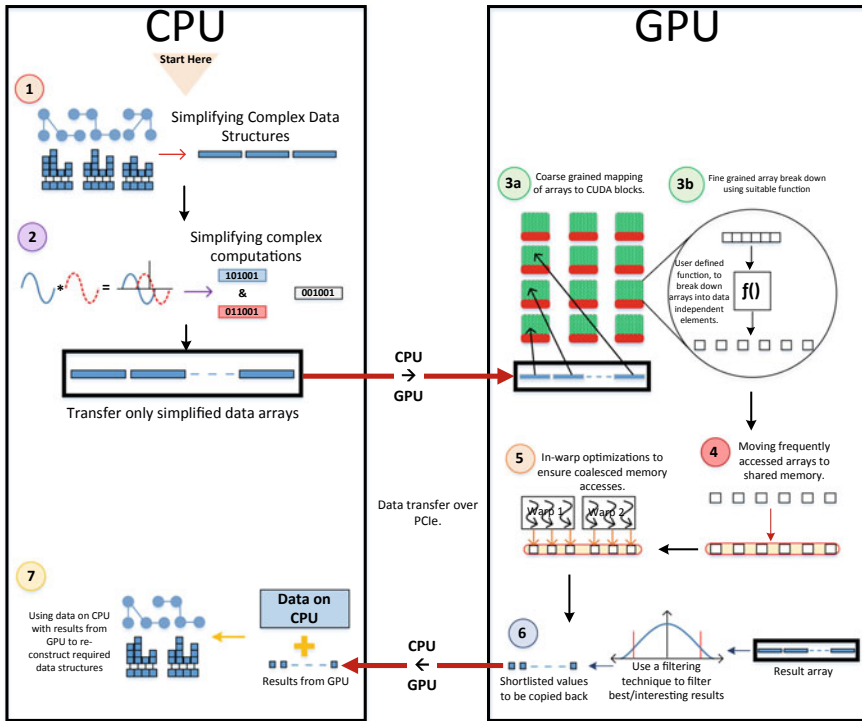 CPU
Start Here
1
Simplifying Complex Data
Structures
2
Simplifying complex
computations
*
=
101001
&
011001
001001
Transfer only simplified data arrays
CPU
→
GPU
Data transfer over
PCIe.
GPU
3a
Coarse grained mapping
of arrays to CUDA blocks.
3b
Fine grained array break down
using suitable function
User defined
function, to
break down
arrays into data
independent
elements.
f()
4
Moving frequently
accessed arrays to
shared memory.
5
In-warp optimizations to
ensure coalesced memory
accesses.
Warp 1
Warp 2
6
Shortlisted values
to be copied back
Use a filtering
technique to filter
best/interesting results
Result array
CPU
←
GPU
7
Using data on CPU
with results from
GPU to re-
construct required
data structures
Data on
CPU
+
Results from GPU